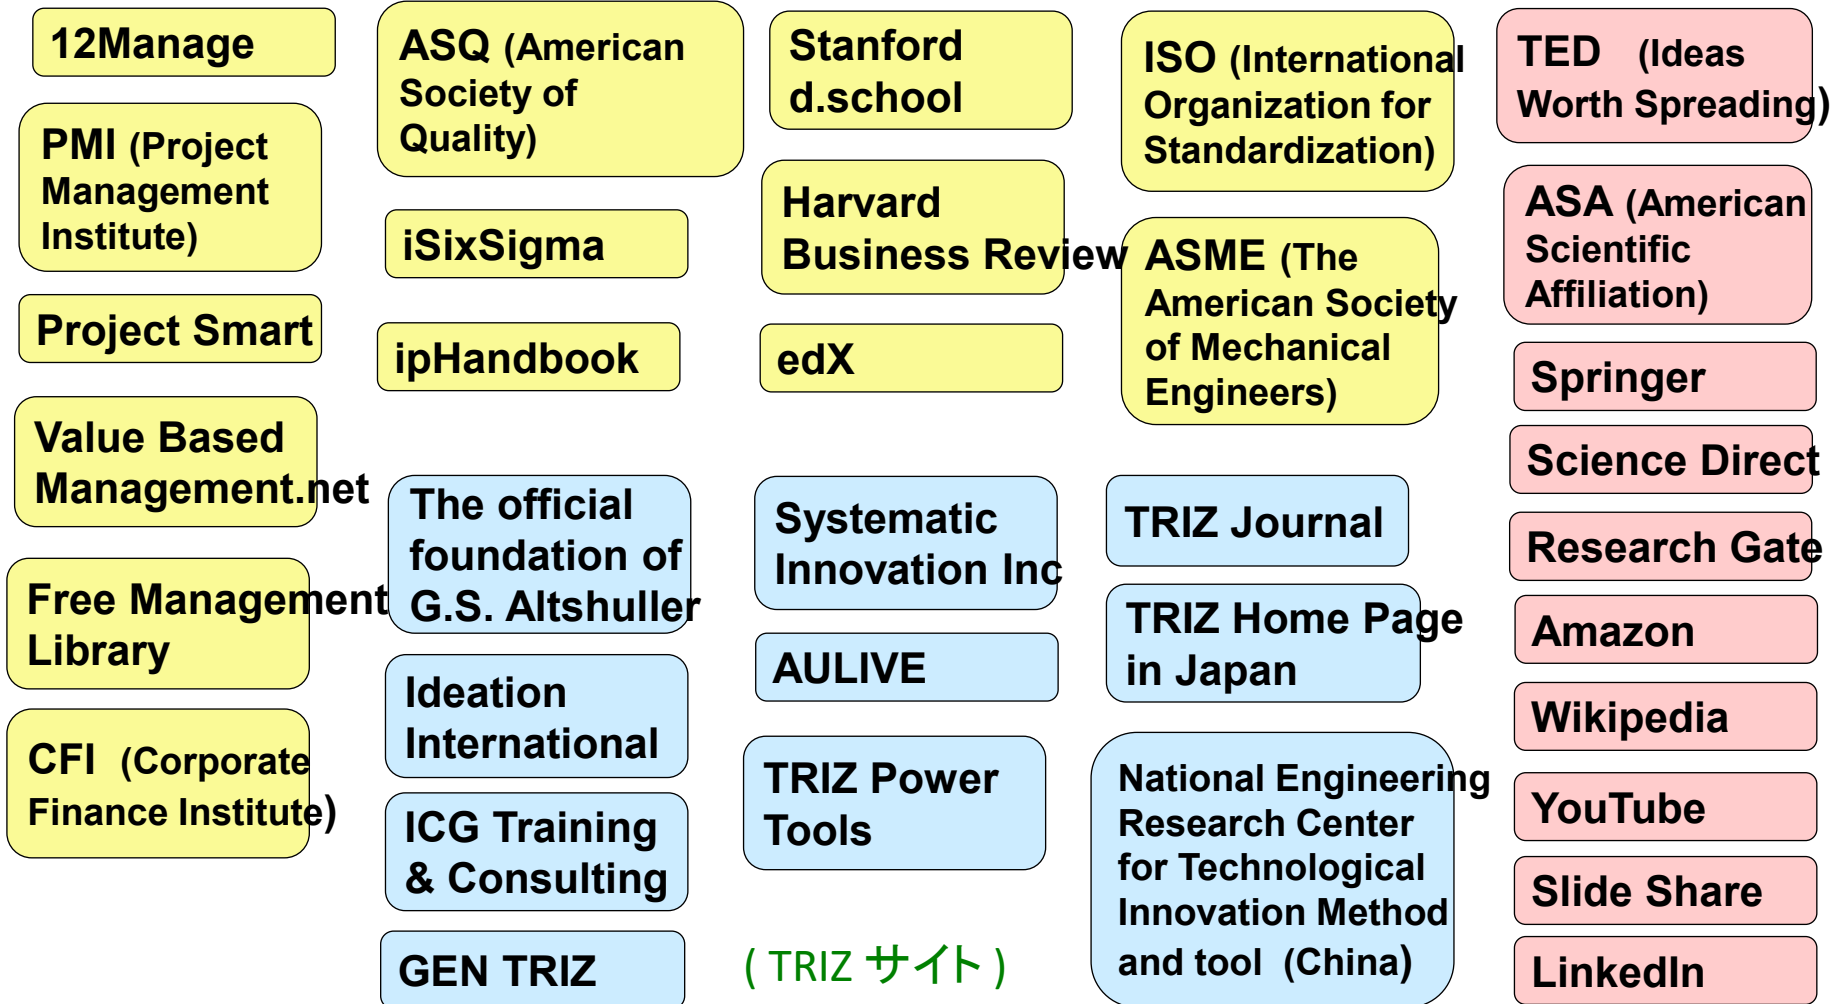 12Manage
PMI (Project
Management
Institute)
Project Smart
Value Based
Management.net
Free Management
Library
CFI (Corporate
Finance Institute)
ASQ (American
Society of
Quality)
iSixSigma
ipHandbook
Stanford
d.school
Harvard
Business Review
edX
ISO (International
Organization for
Standardization)
ASME (The
American Society
of Mechanical
Engineers)
The official
foundation of
G.S. Altshuller
Ideation
International
ICG Training
& Consulting
GEN TRIZ
Systematic
Innovation Inc
AULIVE
TRIZ Power
Tools
( TRIZ サイト )
TRIZ Journal
TRIZ Home Page
in Japan
National Engineering
Research Center
for Technological
Innovation Method
and tool (China)
TED (Ideas
Worth Spreading)
ASA (American
Scientific
Affiliation)
Springer
Science Direct
Research Gate
Amazon
Wikipedia
YouTube
Slide Share
LinkedIn